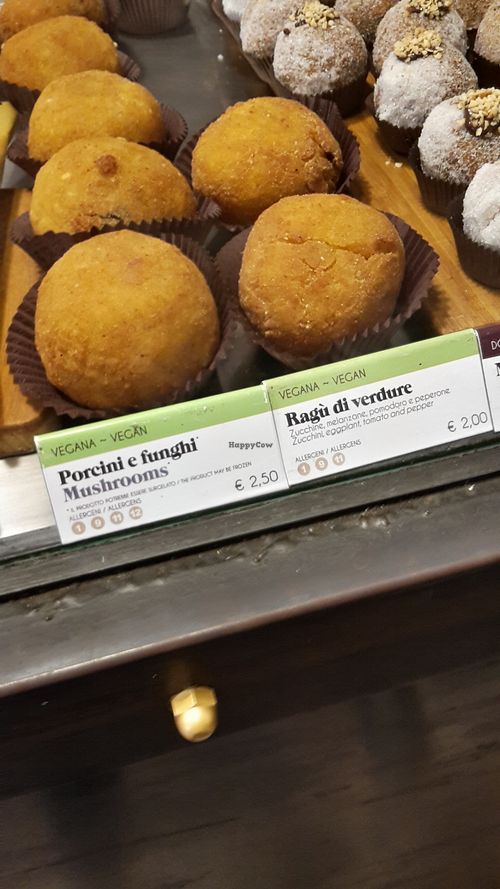 VEGANA ~ VEGAN
Porcini e funghi*
Mushrooms*
* IL PRODOTTO POTREBBE ESSERE SURGELATO / THE PRODUCT MAY BE FROZEN
ALLERGENI / ALLERGENS
1 9 11 12
€ 2,50
HappyCow
VEGANA ~ VEGAN
Ragù di verdure
Zucchine, melanzane, pomodoro e peperone
Zucchini, eggplant, tomato and pepper
ALLERGENI / ALLERGENS
1 9 11
€ 2,00